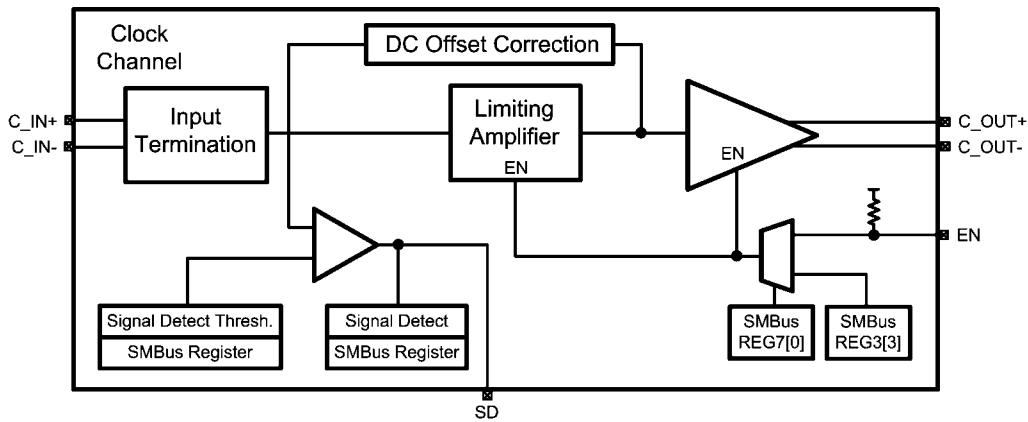 Clock
Channel
DC Offset Correction
C_IN+
C_IN-
Input
Termination
Limiting
Amplifier
EN
EN
C_OUT+
C_OUT-
EN
Signal Detect Thresh.
SMBus Register
Signal Detect
SMBus Register
SMBus
REG7[0]
SMBus
REG3[3]
SD